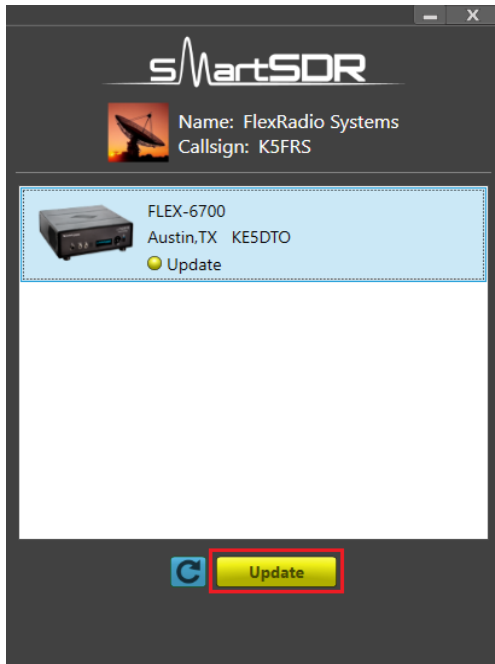 sMartSDR
Name: FlexRadio Systems
Callsign: K5FRS
FLEX-6700
Austin,TX KE5DTO
Update
Update